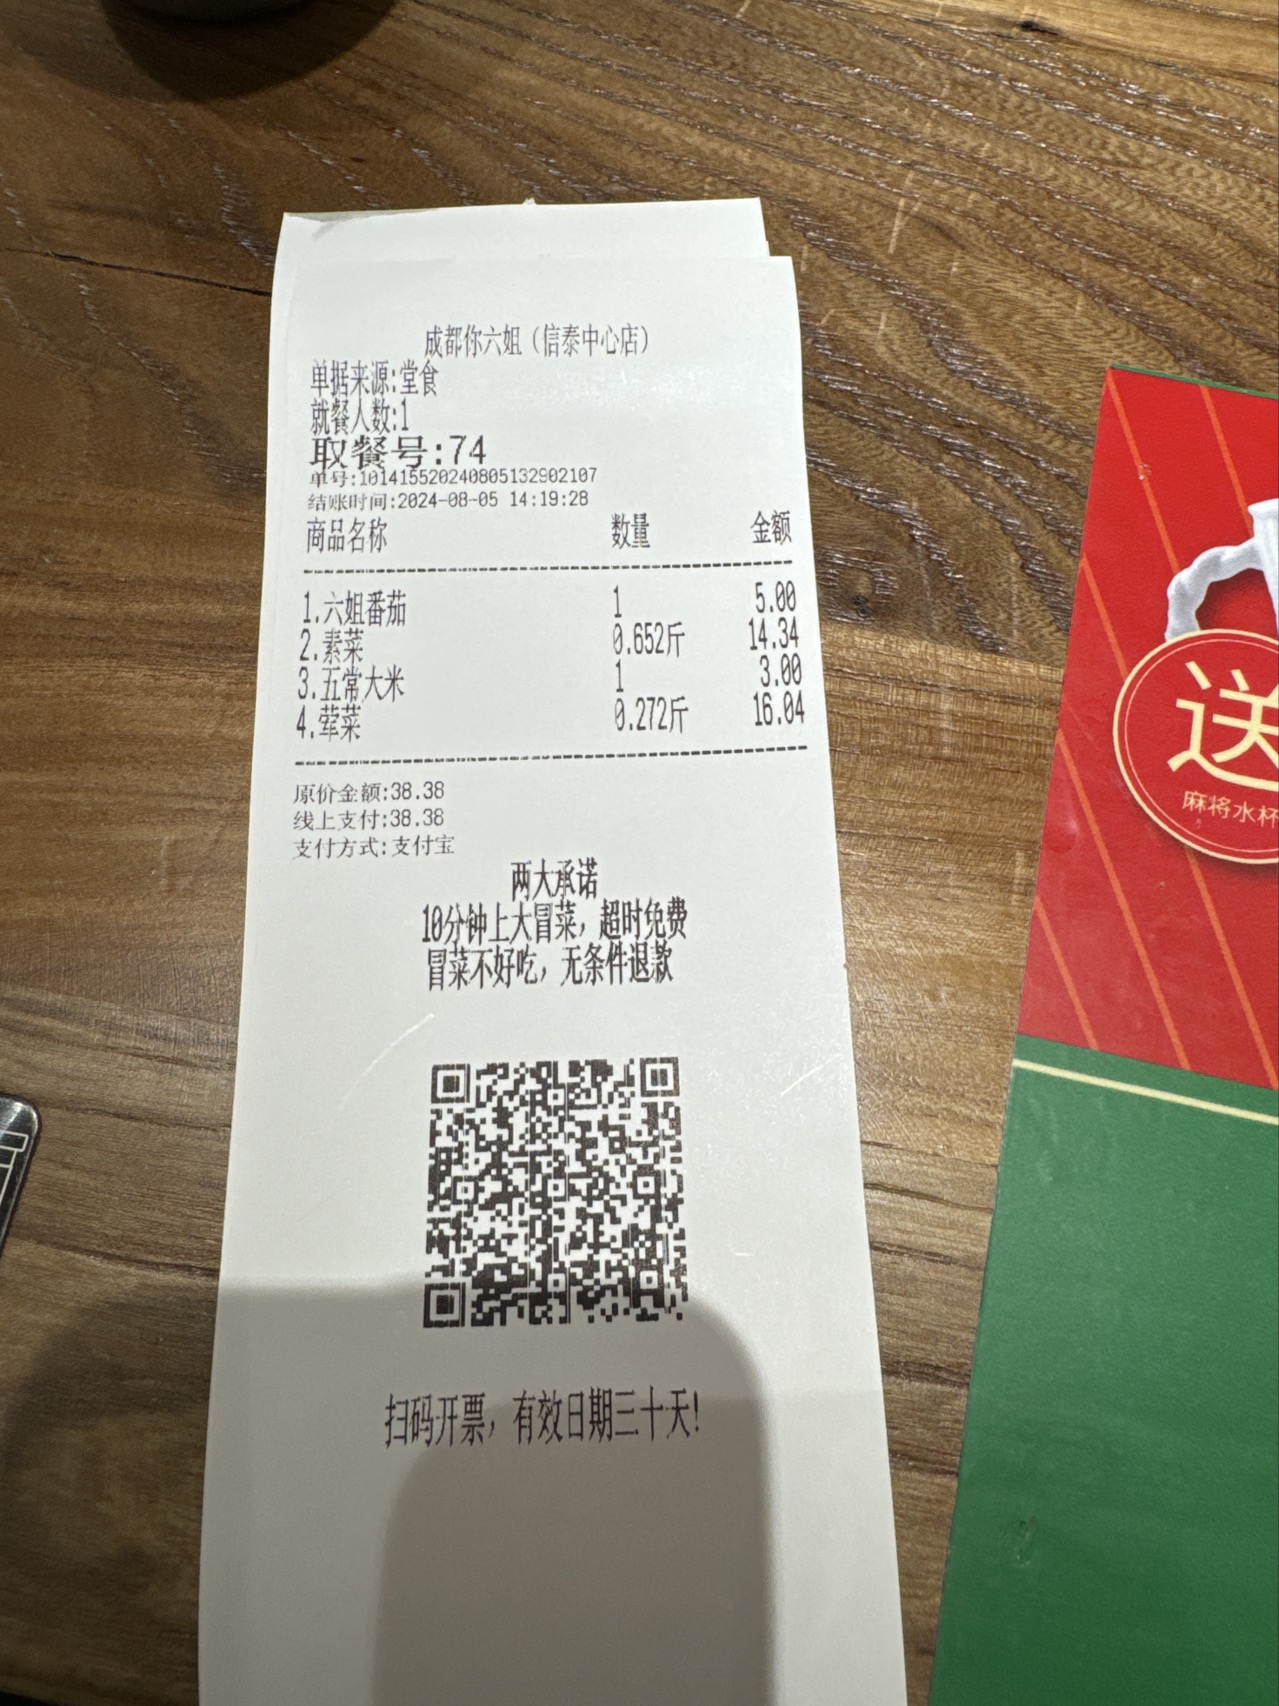 成都你六姐（信泰中心店）
单据来源:堂食
就餐人数:1
取餐号:74
单号:10141552024080513290210​7
结账时间:2024-08-05 14:19:28
商品名称 数量 金额
1.六姐番茄 1 5.00
2.素菜 0.652斤 14.34
3.五常大米 1 3.00
4.荤菜 0.272斤 16.04
原价金额:38.38
线上支付:38.38
支付方式:支付宝
两大承诺
10分钟上大冒菜，超时免费
冒菜不好吃，无条件退款
扫码开票，有效日期三十天!
送
麻将水杯